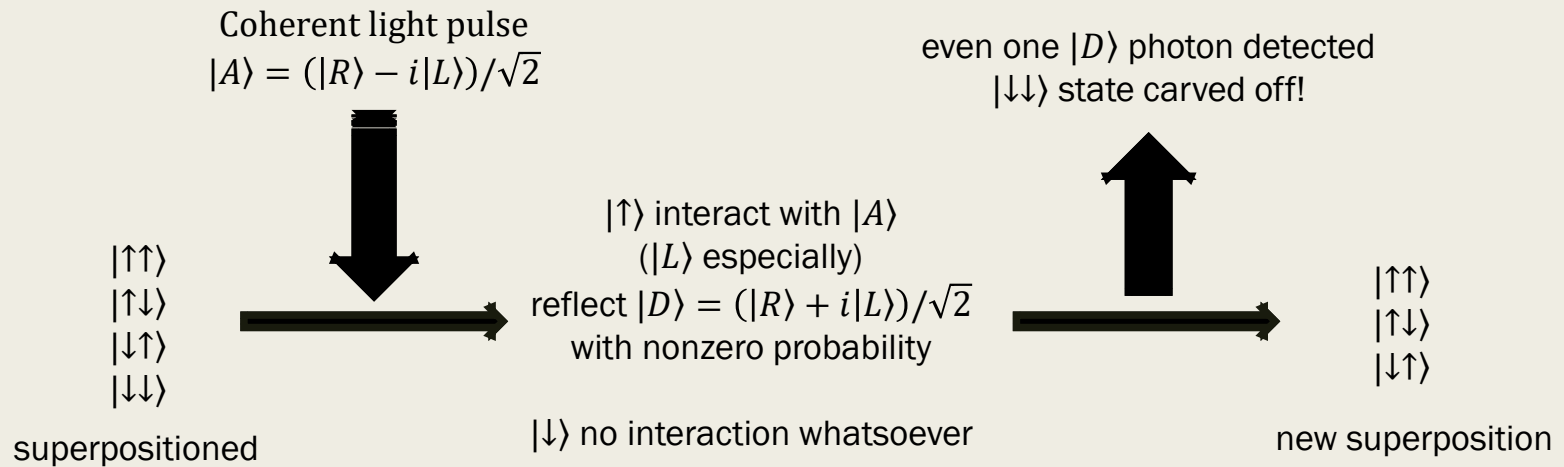 Coherent light pulse
|A⟩ = (|R⟩ − i|L⟩)/√2
even one |D⟩ photon detected
|↓↓⟩ state carved off!
|↑⟩ interact with |A⟩
(|L⟩ especially)
reflect |D⟩ = (|R⟩ + i|L⟩)/√2
with nonzero probability
|↓⟩ no interaction whatsoever
|↑↑⟩
|↑↓⟩
|↓↑⟩
|↓↓⟩
superpositioned
|↑↑⟩
|↑↓⟩
|↓↑⟩
new superposition